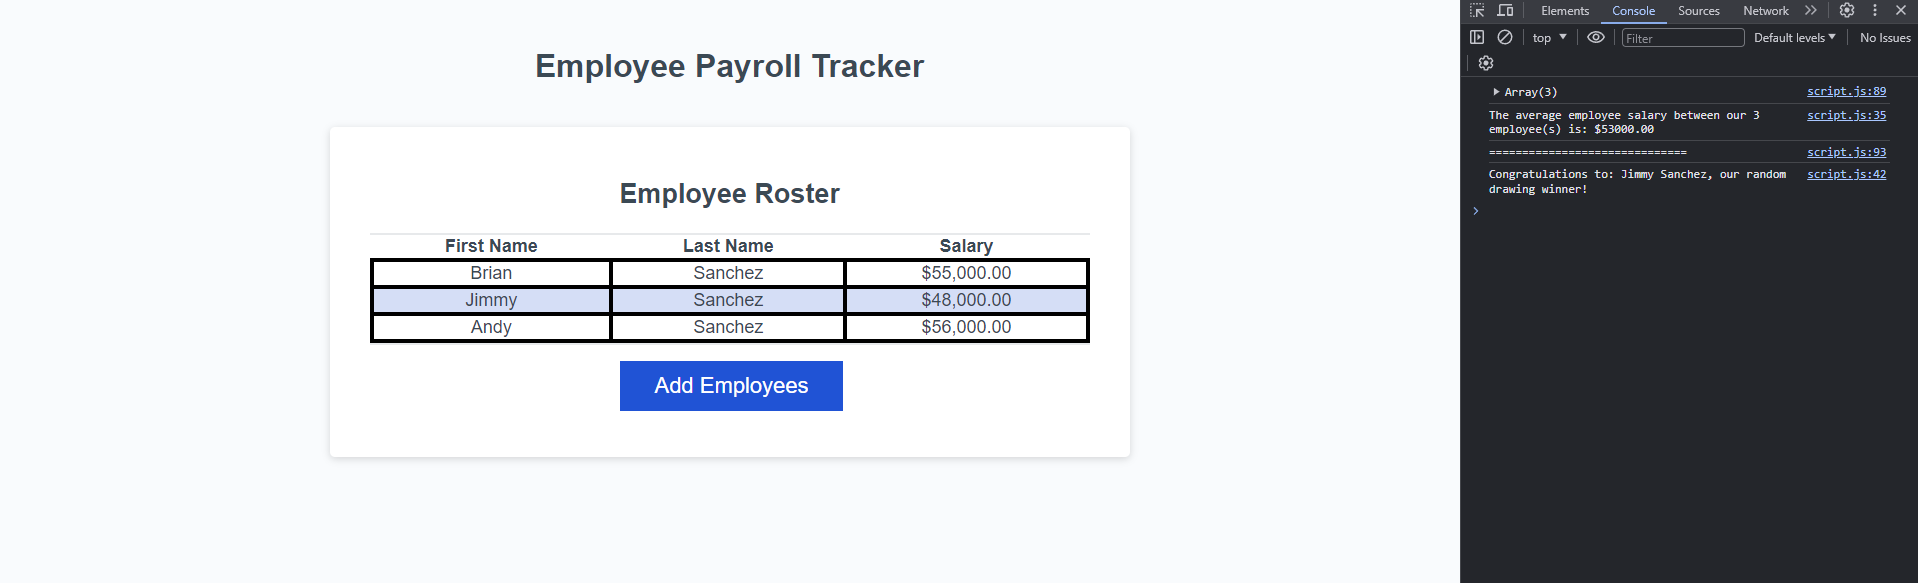 Employee Payroll Tracker
Employee Roster
First Name Last Name Salary
Brian Sanchez $55,000.00
Jimmy Sanchez $48,000.00
Andy Sanchez $56,000.00
Add Employees
Elements Console Sources Network
top Filter Default levels No Issues
Array(3) script.js:89
The average employee salary between our 3 script.js:35
employee(s) is: $53000.00
============================== script.js:93
Congratulations to: Jimmy Sanchez, our random script.js:42
drawing winner!